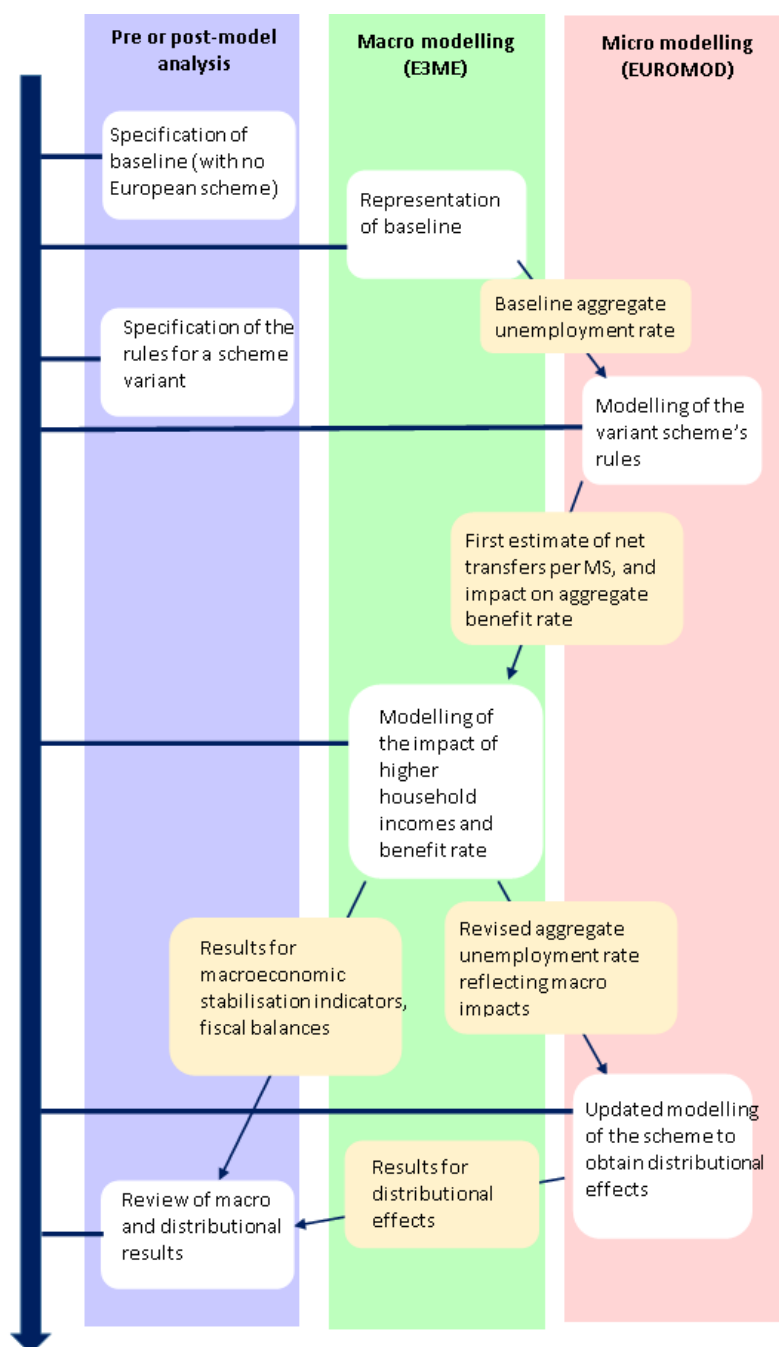 Pre or post-model
analysis
Macro modelling
(E3ME)
Micro modelling
(EUROMOD)
Specification of
baseline (with no
European scheme)
Representation
of baseline
Baseline aggregate
unemployment rate
Specification of the
rules for a scheme
variant
Modelling of the
variant scheme's
rules
First estimate of net
transfers per MS, and
impact on aggregate
benefit rate
Modelling of
the impact of
higher
household
incomes and
benefit rate
Results for
macroeconomic
stabilisation indicators,
fiscal balances
Revised aggregate
unemployment rate
reflecting macro
impacts
Updated modelling
of the scheme to
obtain distributional
effects
Results for
distributional
effects
Review of macro
and distributional
results